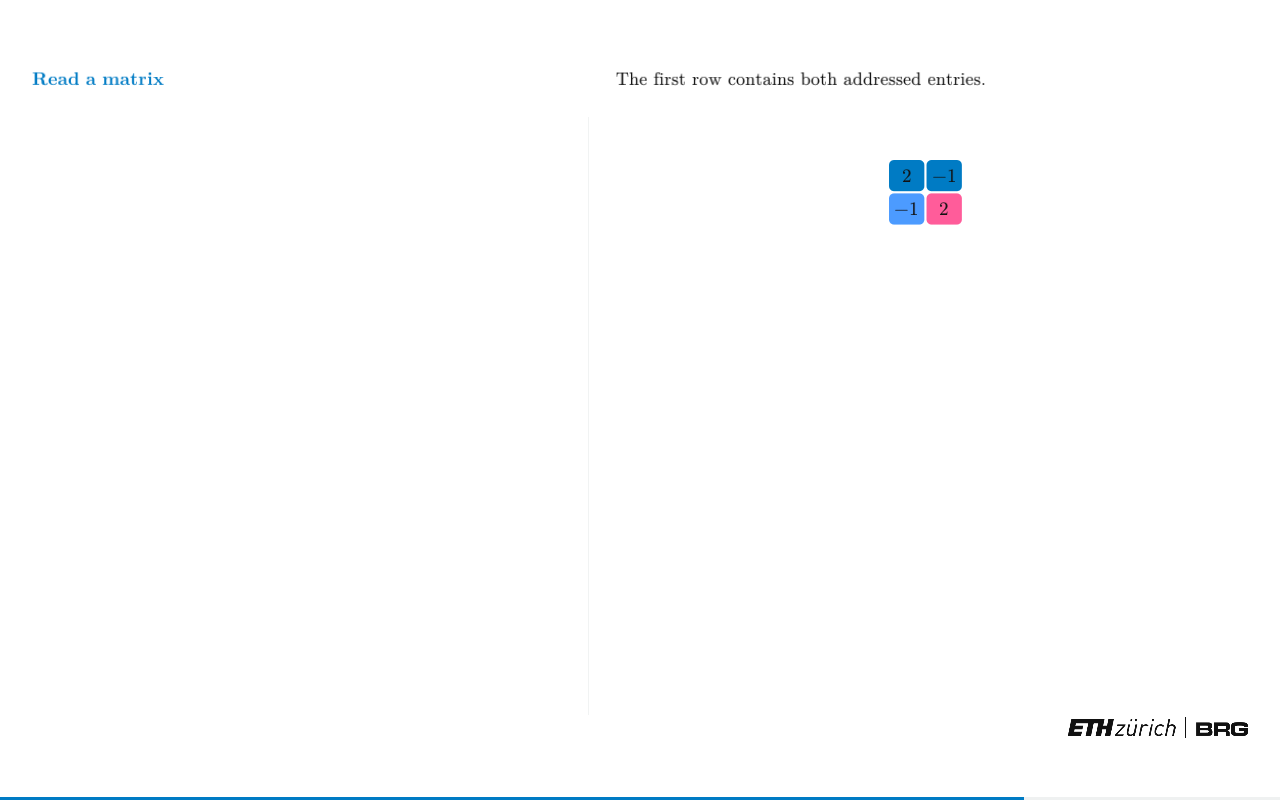 Read a matrix
The first row contains both addressed entries.
2 −1
−1 2
ETH zürich | BRG